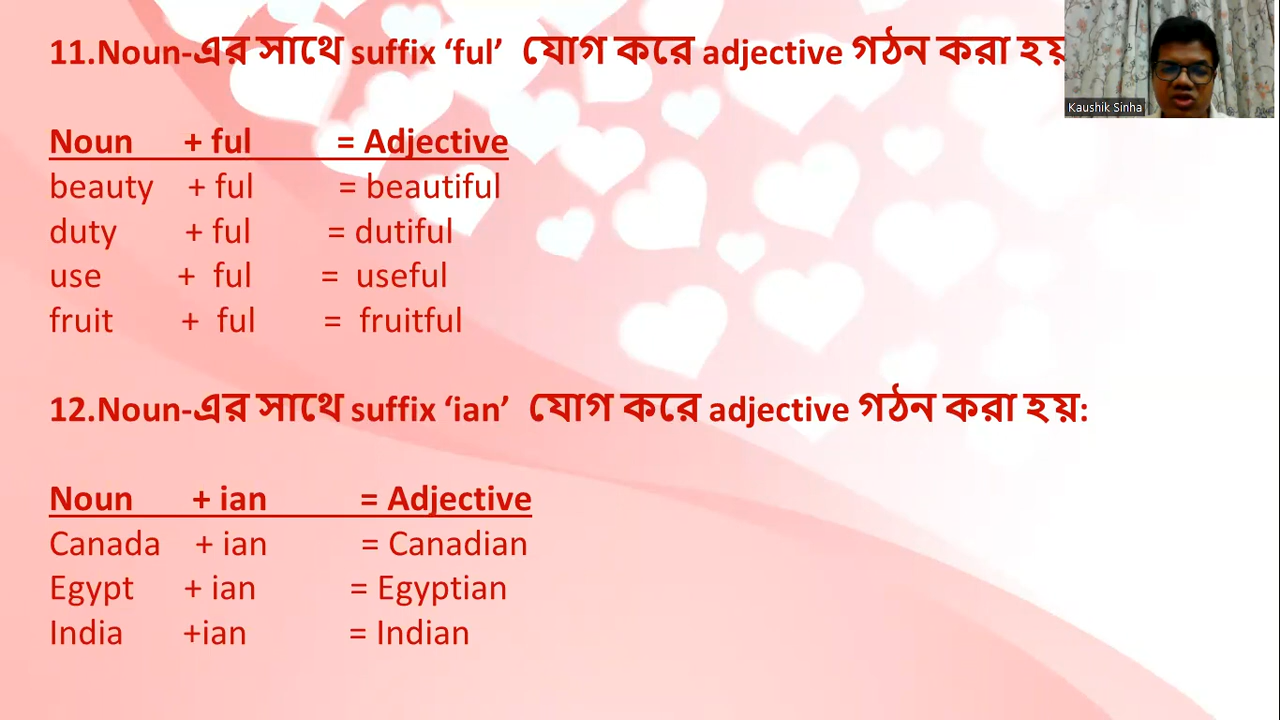 11.Noun-এর সাথে suffix ‘ful’ যোগ করে adjective গঠন করা হয়
Kaushik Sinha
Noun + ful = Adjective
beauty + ful = beautiful
duty + ful = dutiful
use + ful = useful
fruit + ful = fruitful
12.Noun-এর সাথে suffix ‘ian’ যোগ করে adjective গঠন করা হয়:
Noun + ian = Adjective
Canada + ian = Canadian
Egypt + ian = Egyptian
India +ian = Indian